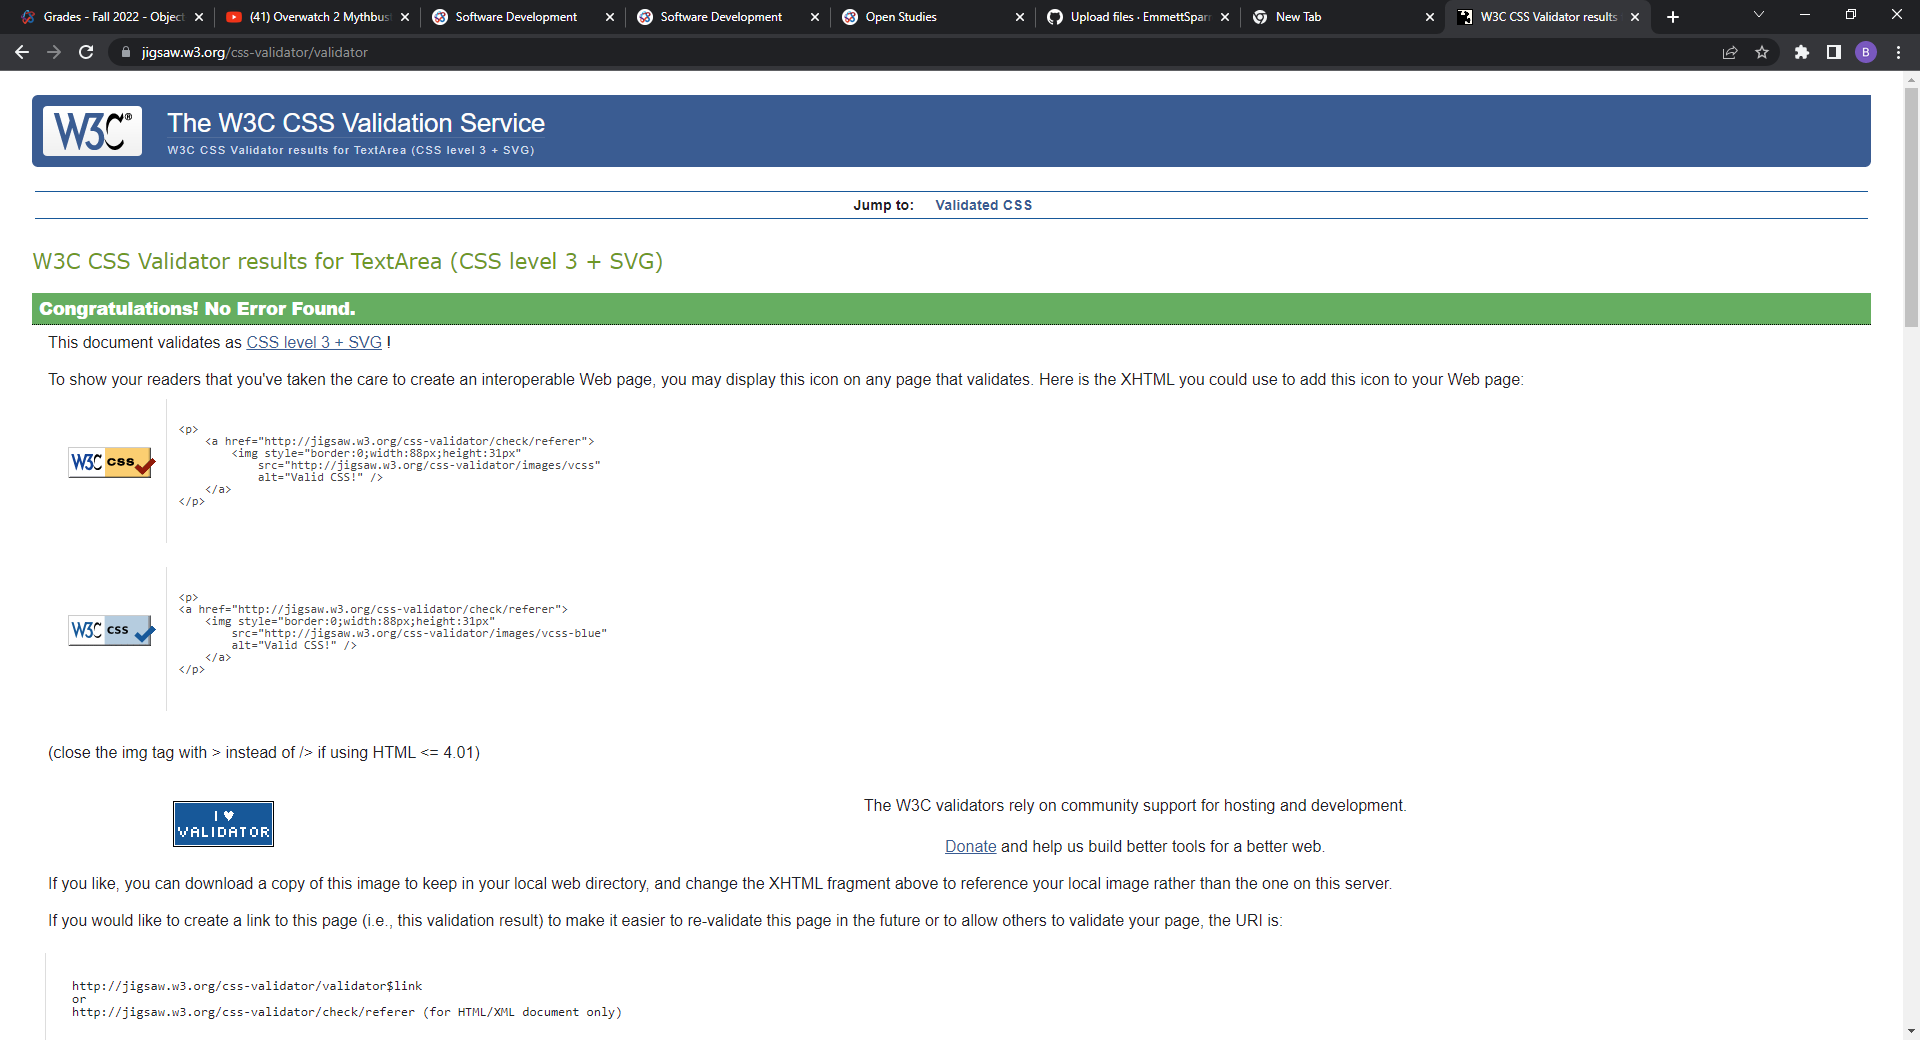 Grades - Fall 2022 - Object
(41) Overwatch 2 Mythbus
Software Development
Software Development
Open Studies
Upload files · EmmettSparr
New Tab
W3C CSS Validator results
jigsaw.w3.org/css-validator/validator
B
W3C®
The W3C CSS Validation Service
W3C CSS Validator results for TextArea (CSS level 3 + SVG)
Jump to: Validated CSS
W3C CSS Validator results for TextArea (CSS level 3 + SVG)
Congratulations! No Error Found.
This document validates as CSS level 3 + SVG !
To show your readers that you've taken the care to create an interoperable Web page, you may display this icon on any page that validates. Here is the XHTML you could use to add this icon to your Web page:
W3C CSS
<p>
<a href="http://jigsaw.w3.org/css-validator/check/referer">
<img style="border:0;width:88px;height:31px"
src="http://jigsaw.w3.org/css-validator/images/vcss"
alt="Valid CSS!" />
</a>
</p>
W3C CSS
<p>
<a href="http://jigsaw.w3.org/css-validator/check/referer">
<img style="border:0;width:88px;height:31px"
src="http://jigsaw.w3.org/css-validator/images/vcss-blue"
alt="Valid CSS!" />
</a>
</p>
(close the img tag with > instead of /> if using HTML <= 4.01)
I ♥
VALIDATOR
The W3C validators rely on community support for hosting and development.
Donate and help us build better tools for a better web.
If you like, you can download a copy of this image to keep in your local web directory, and change the XHTML fragment above to reference your local image rather than the one on this server.
If you would like to create a link to this page (i.e., this validation result) to make it easier to re-validate this page in the future or to allow others to validate your page, the URI is:
http://jigsaw.w3.org/css-validator/validator$link
or
http://jigsaw.w3.org/css-validator/check/referer (for HTML/XML document only)